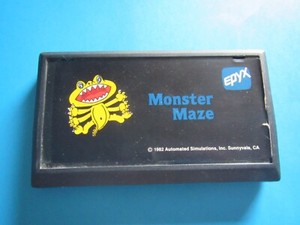 EPYX
Monster
Maze
© 1982 Automated Simulations, Inc. Sunnyvale, CA